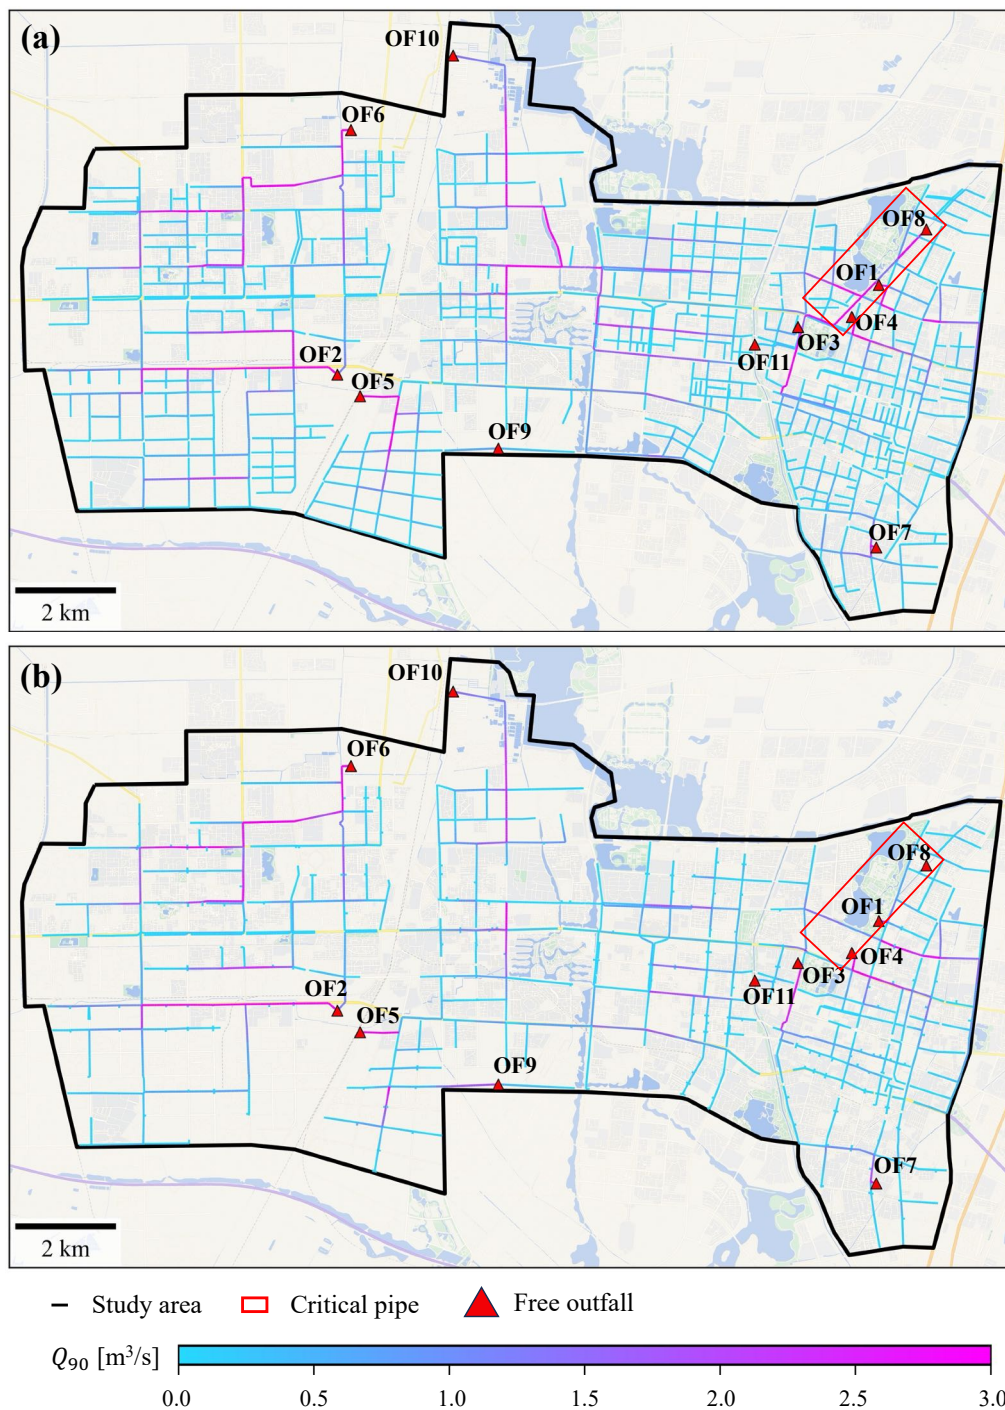 (a)
OF10
OF6
OF8
OF1
OF4
OF3
OF2
OF11
OF5
OF9
OF7
2 km
(b)
OF10
OF6
OF8
OF1
OF4
OF3
OF2
OF11
OF5
OF9
OF7
2 km
Study area Critical pipe Free outfall
Q₉₀ [m³/s]
0.0 0.5 1.0 1.5 2.0 2.5 3.0